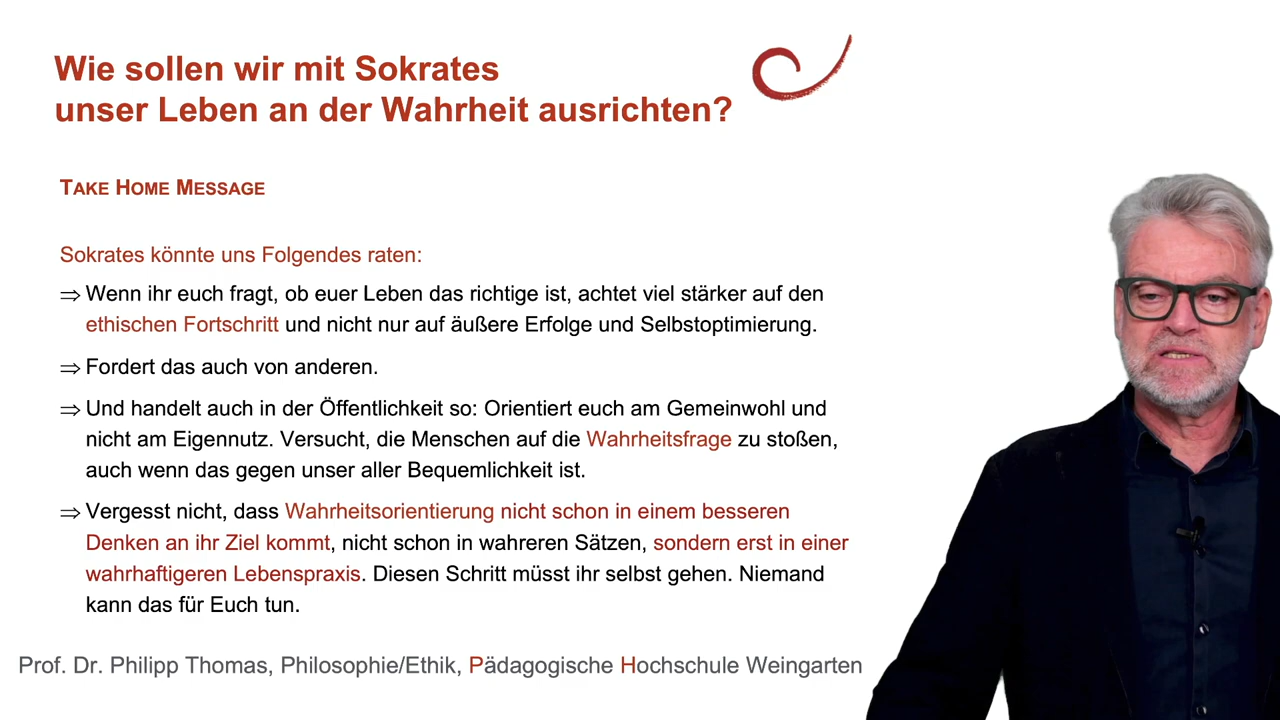 Wie sollen wir mit Sokrates
unser Leben an der Wahrheit ausrichten?
TAKE HOME MESSAGE
Sokrates könnte uns Folgendes raten:
⇒ Wenn ihr euch fragt, ob euer Leben das richtige ist, achtet viel stärker auf den
ethischen Fortschritt und nicht nur auf äußere Erfolge und Selbstoptimierung.
⇒ Fordert das auch von anderen.
⇒ Und handelt auch in der Öffentlichkeit so: Orientiert euch am Gemeinwohl und
nicht am Eigennutz. Versucht, die Menschen auf die Wahrheitsfrage zu stoßen,
auch wenn das gegen unser aller Bequemlichkeit ist.
⇒ Vergesst nicht, dass Wahrheitsorientierung nicht schon in einem besseren
Denken an ihr Ziel kommt, nicht schon in wahreren Sätzen, sondern erst in einer
wahrhaftigeren Lebenspraxis. Diesen Schritt müsst ihr selbst gehen. Niemand
kann das für Euch tun.
Prof. Dr. Philipp Thomas, Philosophie/Ethik, Pädagogische Hochschule Weingarten